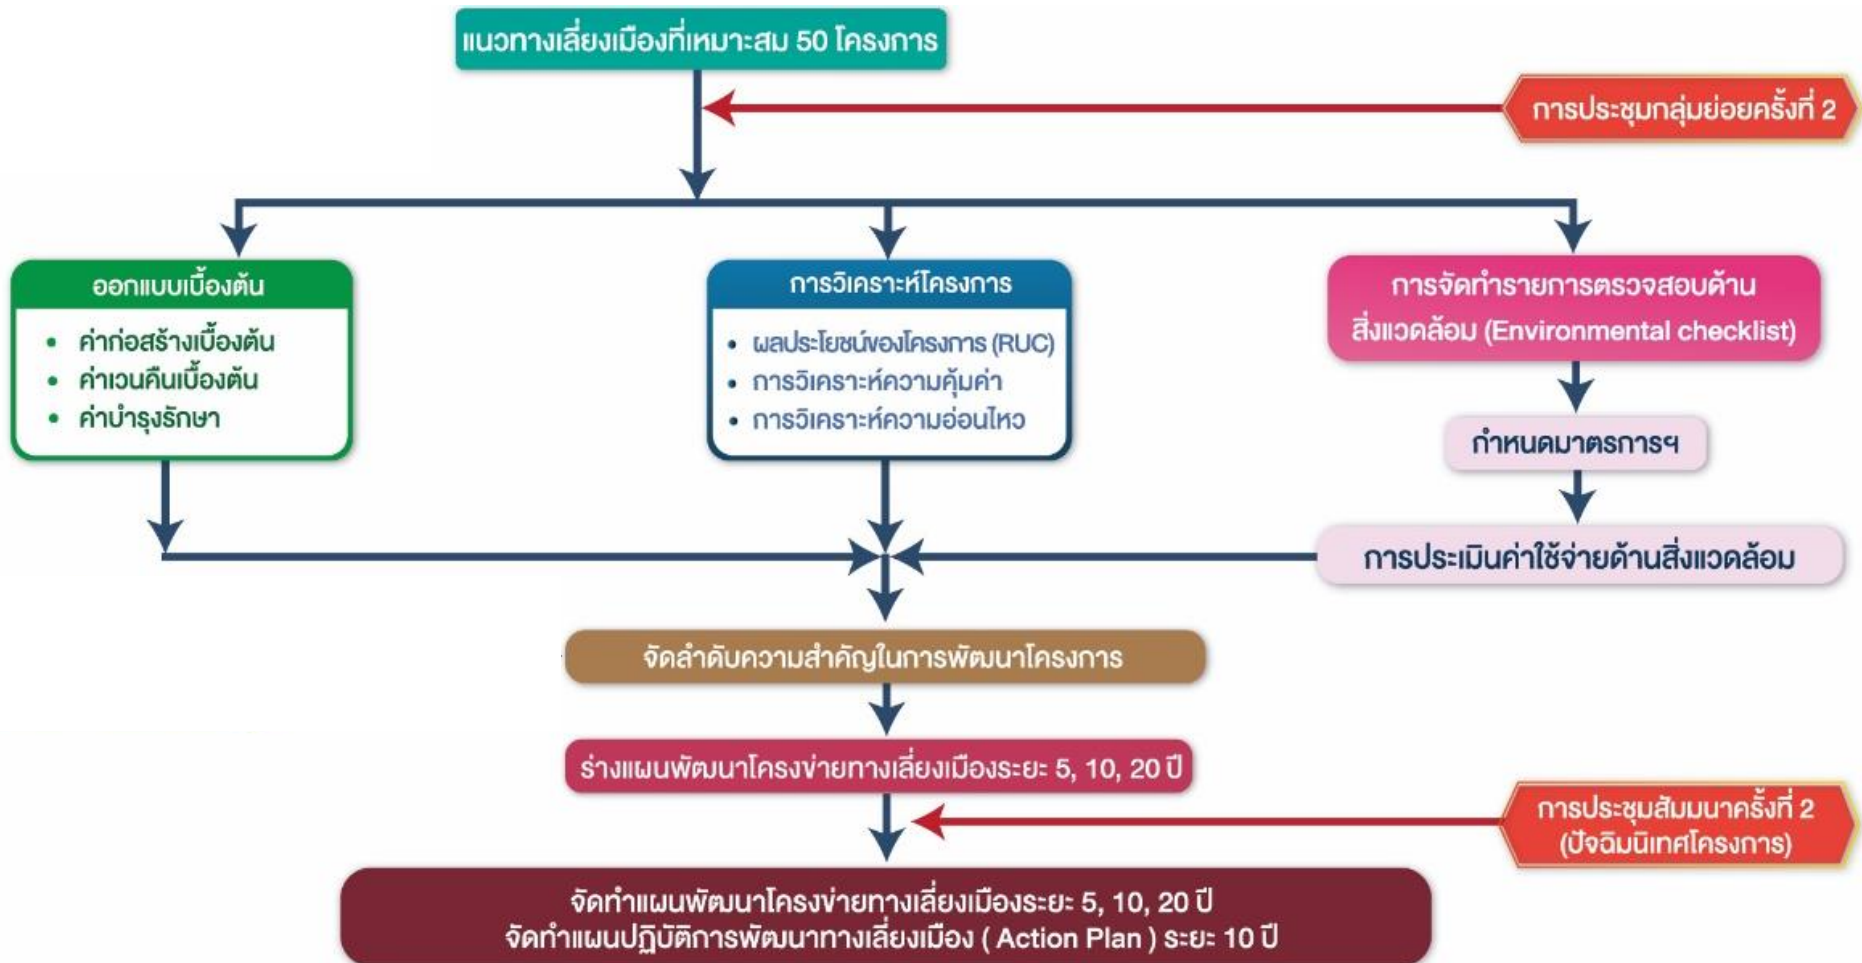 แนวทางเลี่ยงเมืองที่เหมาะสม 50 โครงการ
การประชุมกลุ่มย่อยครั้งที่ 2
ออกแบบเบื้องต้น
• ค่าก่อสร้างเบื้องต้น
• ค่าเวนคืนเบื้องต้น
• ค่าบำรุงรักษา
การวิเคราะห์โครงการ
• ผลประโยชน์ของโครงการ (RUC)
• การวิเคราะห์ความคุ้มค่า
• การวิเคราะห์ความอ่อนไหว
การจัดทำรายการตรวจสอบด้าน
สิ่งแวดล้อม (Environmental checklist)
กำหนดมาตรการฯ
การประเมินค่าใช้จ่ายด้านสิ่งแวดล้อม
จัดลำดับความสำคัญในการพัฒนาโครงการ
ร่างแผนพัฒนาโครงข่ายทางเลี่ยงเมืองระยะ 5, 10, 20 ปี
การประชุมสัมมนาครั้งที่ 2
(ปัจฉิมนิเทศโครงการ)
จัดทำแผนพัฒนาโครงข่ายทางเลี่ยงเมืองระยะ 5, 10, 20 ปี
จัดทำแผนปฏิบัติการพัฒนาทางเลี่ยงเมือง ( Action Plan ) ระยะ 10 ปี